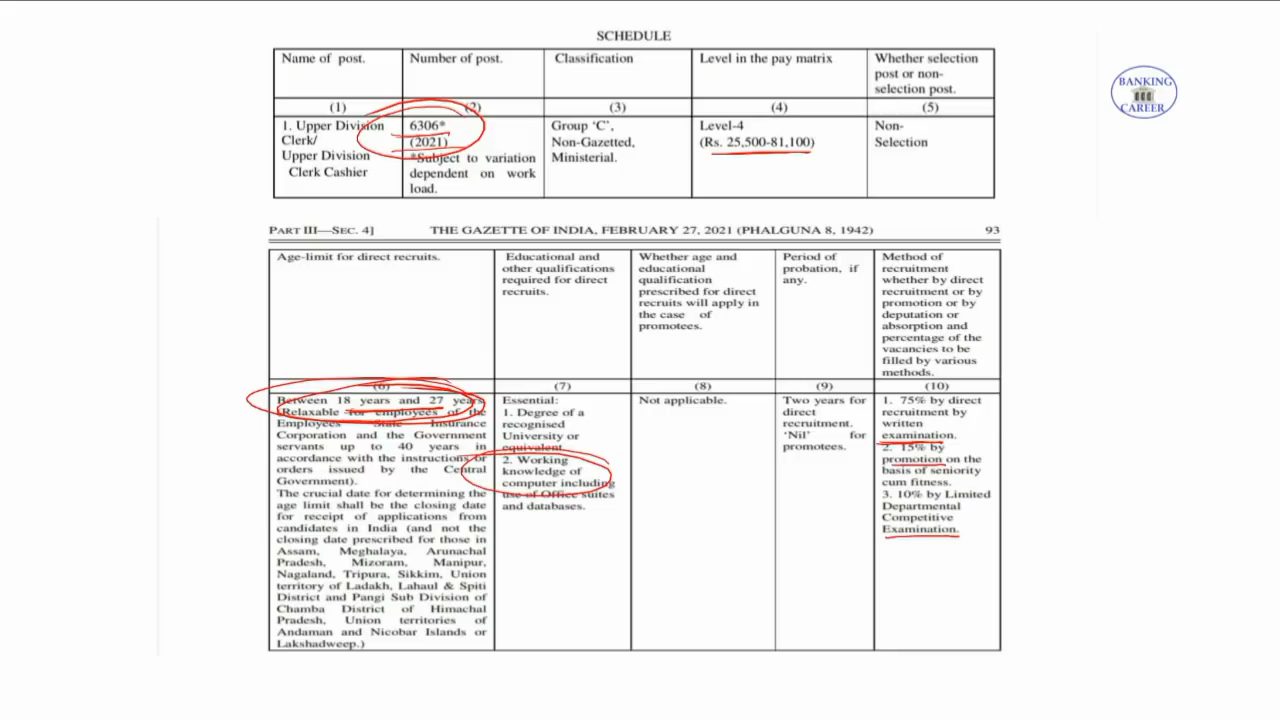 SCHEDULE
Name of post.
Number of post.
Classification
Level in the pay matrix
Whether selection
post or non-
selection post.
(1)
(2)
(3)
(4)
(5)
1. Upper Division
Clerk/
Upper Division
Clerk Cashier
6306*
(2021)
*Subject to variation
dependent on work
load.
Group ‘C’,
Non-Gazetted,
Ministerial.
Level-4
(Rs. 25,500-81,100)
Non-
Selection
BANKING
CAREER
PART III—SEC. 4]
THE GAZETTE OF INDIA, FEBRUARY 27, 2021 (PHALGUNA 8, 1942)
93
Age-limit for direct recruits.
Educational and
other qualifications
required for direct
recruits.
Whether age and
educational
qualification
prescribed for direct
recruits will apply in
the case of
promotees.
Period of
probation, if
any.
Method of
recruitment
whether by direct
recruitment or by
promotion or by
deputation or
absorption and
percentage of the
vacancies to be
filled by various
methods.
(6)
(7)
(8)
(9)
(10)
Between 18 years and 27 years
(Relaxable for employees of the
Employees State Insurance
Corporation and the Government
servants up to 40 years in
accordance with the instructions or
orders issued by the Central
Government).
The crucial date for determining the
age limit shall be the closing date
for receipt of applications from
candidates in India (and not the
closing date prescribed for those in
Assam, Meghalaya, Arunachal
Pradesh, Mizoram, Manipur,
Nagaland, Tripura, Sikkim, Union
territory of Ladakh, Lahaul & Spiti
District and Pangi Sub Division of
Chamba District of Himachal
Pradesh, Union territories of
Andaman and Nicobar Islands or
Lakshadweep.)
Essential:
1. Degree of a
recognised
University or
equivalent
2. Working
knowledge of
computer including
use of Office suites
and databases.
Not applicable.
Two years for
direct
recruitment.
‘Nil’ for
promotees.
1. 75% by direct
recruitment by
written
examination.
2. 15% by
promotion on the
basis of seniority
cum fitness.
3. 10% by Limited
Departmental
Competitive
Examination.